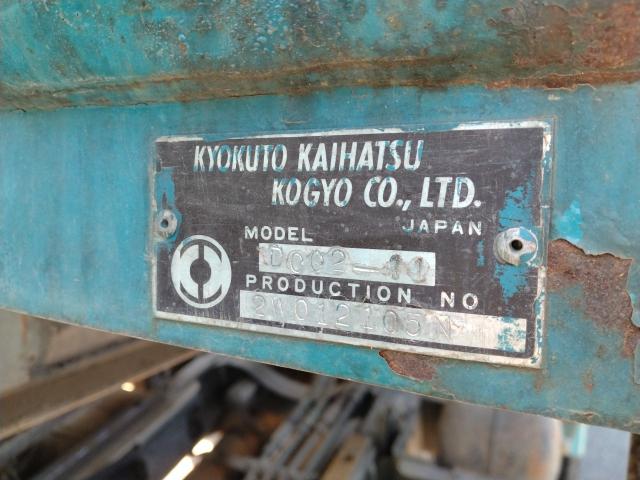 KYOKUTO KAIHATSU
KOGYO CO., LTD.
JAPAN
MODEL
PRODUCTION NO